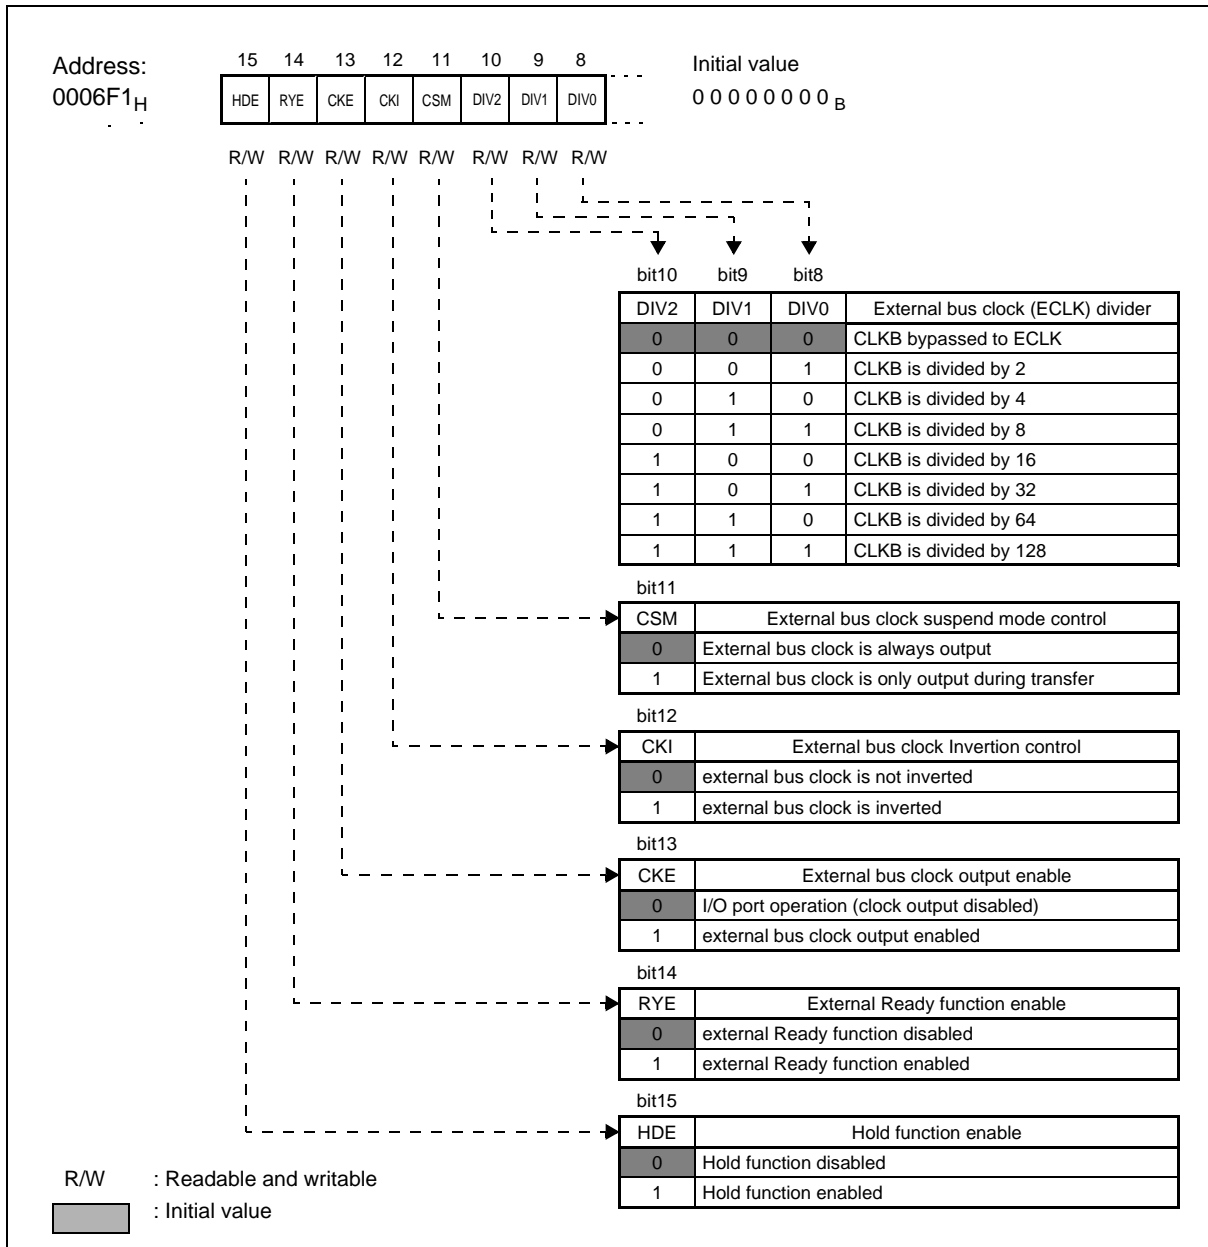 Address:
0006F1H
15 14 13 12 11 10 9 8
HDE RYE CKE CKI CSM DIV2 DIV1 DIV0
R/W R/W R/W R/W R/W R/W R/W R/W
Initial value
0 0 0 0 0 0 0 0 B
bit10 bit9 bit8
DIV2 DIV1 DIV0 External bus clock (ECLK) divider
0 0 0 CLKB bypassed to ECLK
0 0 1 CLKB is divided by 2
0 1 0 CLKB is divided by 4
0 1 1 CLKB is divided by 8
1 0 0 CLKB is divided by 16
1 0 1 CLKB is divided by 32
1 1 0 CLKB is divided by 64
1 1 1 CLKB is divided by 128
bit11
CSM External bus clock suspend mode control
0 External bus clock is always output
1 External bus clock is only output during transfer
bit12
CKI External bus clock Invertion control
0 external bus clock is not inverted
1 external bus clock is inverted
bit13
CKE External bus clock output enable
0 I/O port operation (clock output disabled)
1 external bus clock output enabled
bit14
RYE External Ready function enable
0 external Ready function disabled
1 external Ready function enabled
bit15
HDE Hold function enable
0 Hold function disabled
1 Hold function enabled
R/W : Readable and writable
: Initial value